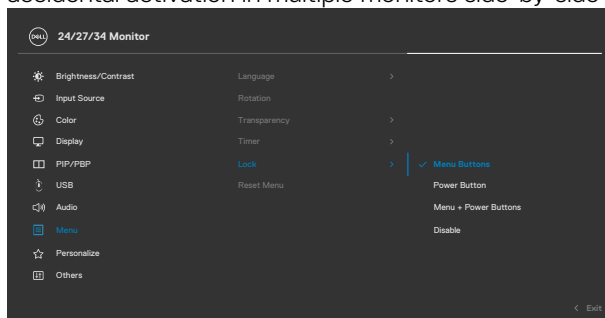 accidental activation in multiple monitors side-by-side
DELL 24/27/34 Monitor
Brightness/Contrast Language >
Input Source Rotation
Color Transparency >
Display Timer >
PIP/PBP Lock > ✓ Menu Buttons
USB Reset Menu Power Button
Audio Menu + Power Buttons
Menu Disable
Personalize
Others
< Exit